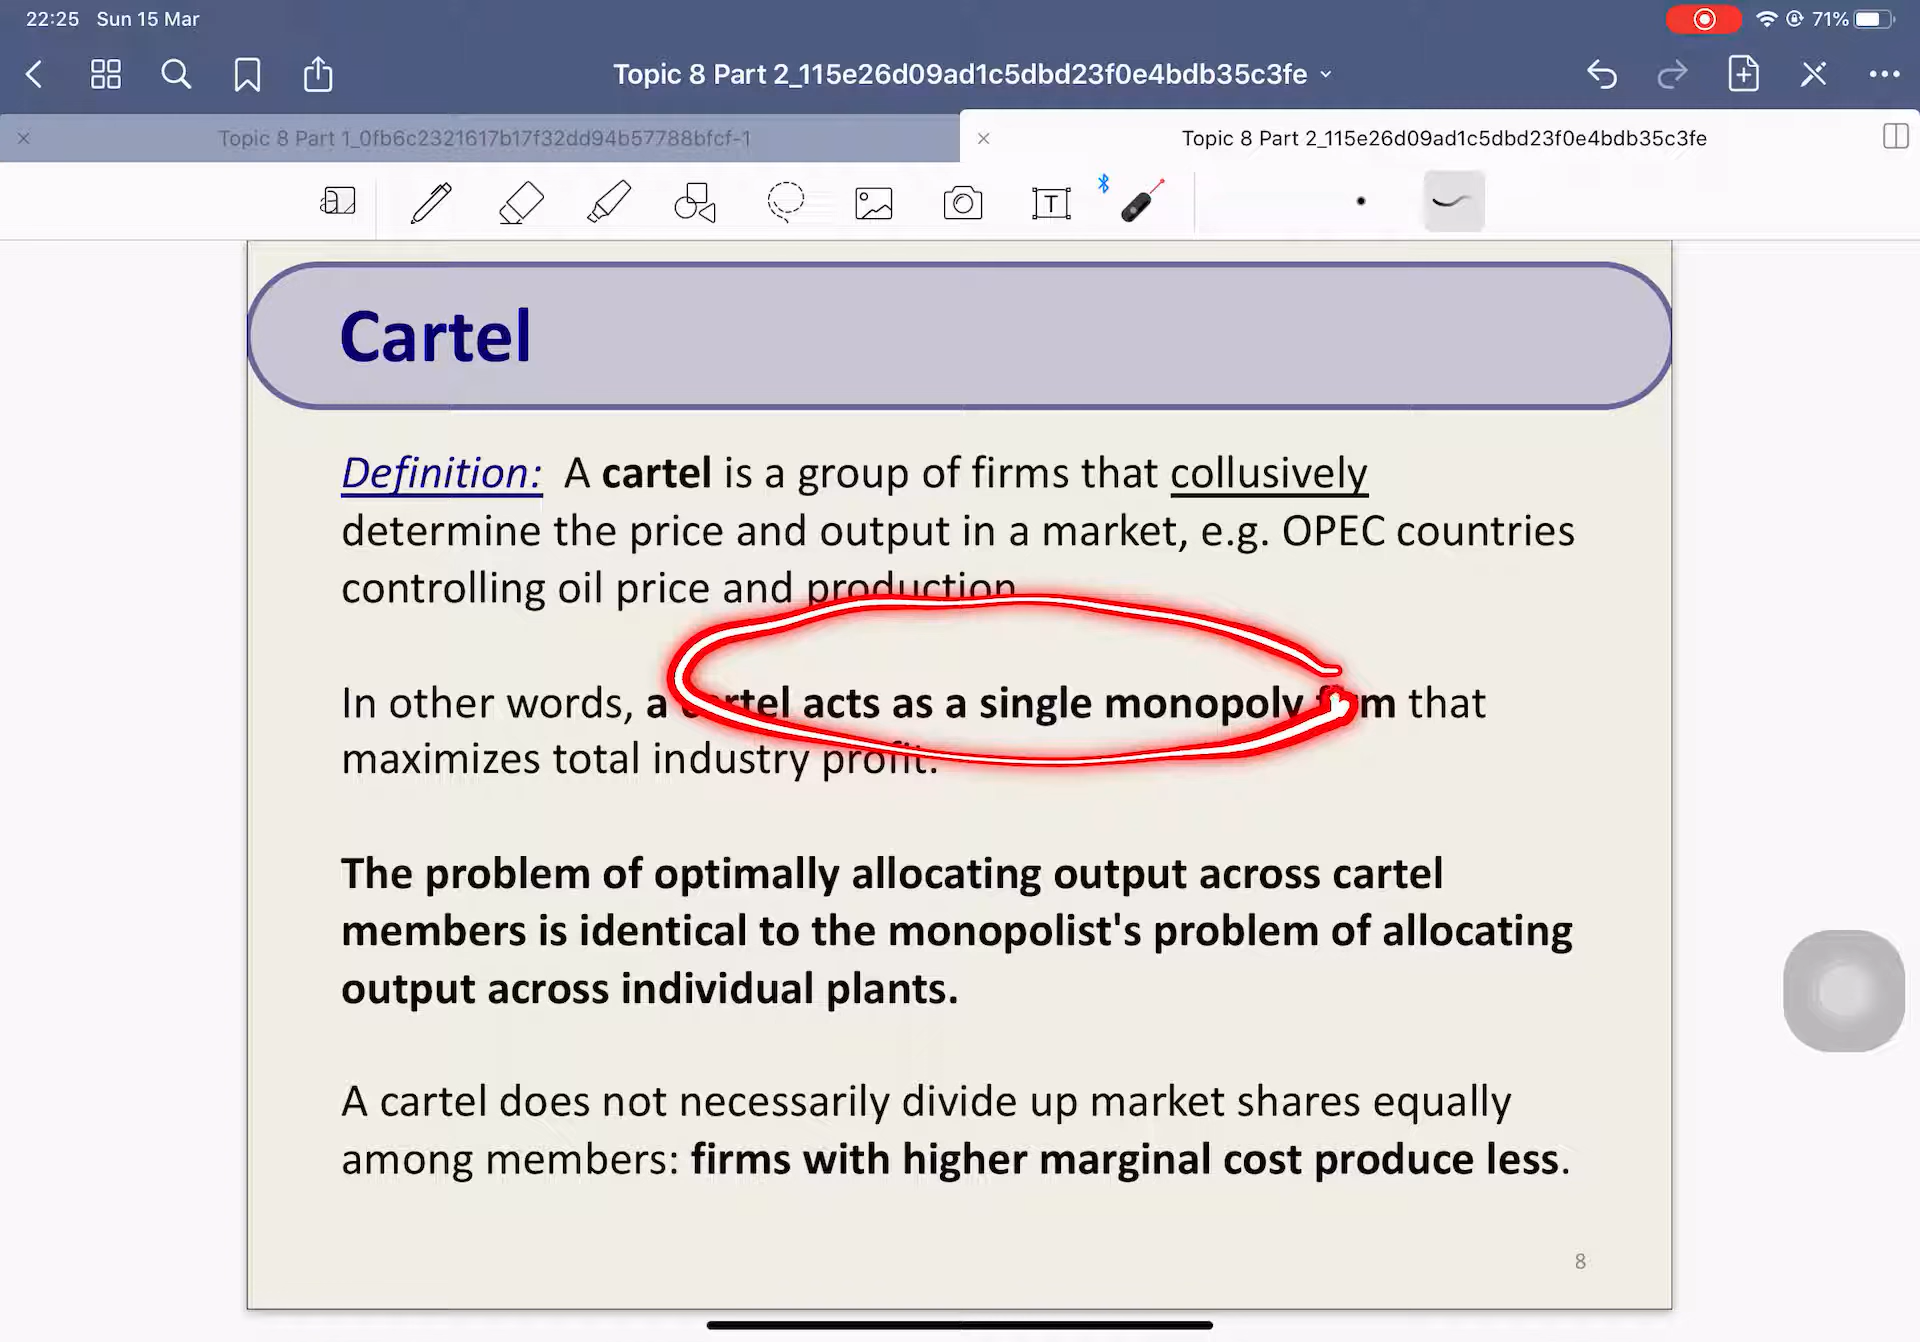 22:25 Sun 15 Mar
71%
Topic 8 Part 2_115e26d09ad1c5dbd23f0e4bdb35c3fe
Topic 8 Part 1_0fb6c2321617b17f32dd94b57788bfcf-1
Topic 8 Part 2_115e26d09ad1c5dbd23f0e4bdb35c3fe
Cartel
Definition: A cartel is a group of firms that collusively
determine the price and output in a market, e.g. OPEC countries
controlling oil price and production
In other words, a cartel acts as a single monopoly firm that
maximizes total industry profit.
The problem of optimally allocating output across cartel
members is identical to the monopolist's problem of allocating
output across individual plants.
A cartel does not necessarily divide up market shares equally
among members: firms with higher marginal cost produce less.
8